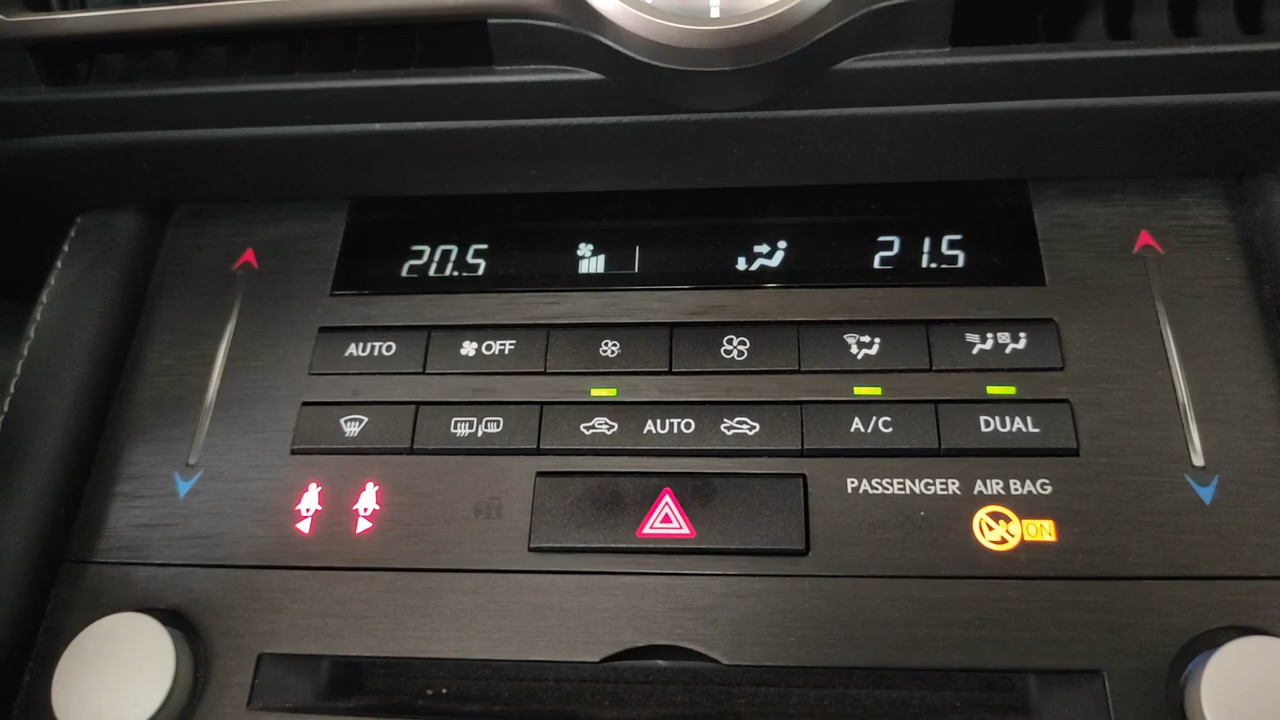 20.5 21.5
AUTO OFF
AUTO A/C DUAL
PASSENGER AIR BAG
ON